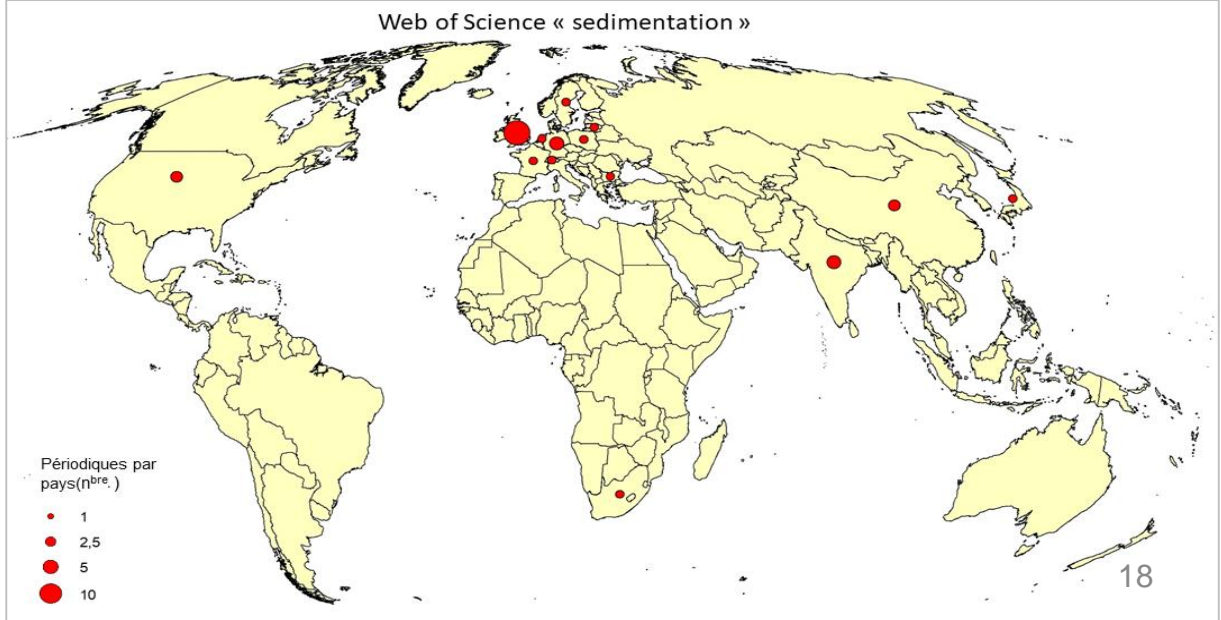 Web of Science « sedimentation »
Périodiques par
pays(nbre. )
1
2,5
5
10
18